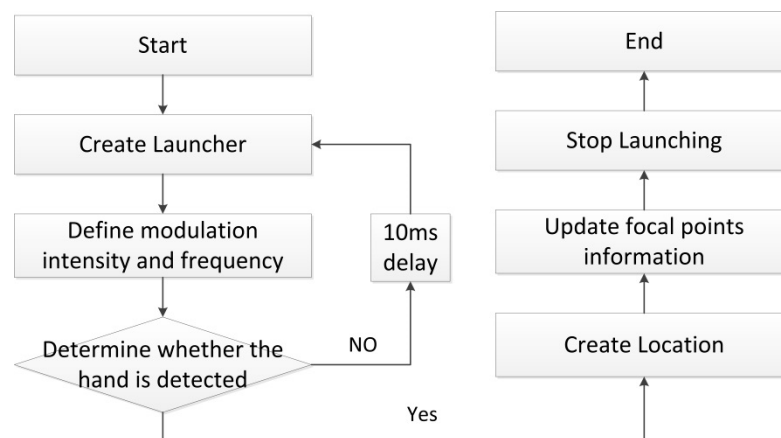 Start
Create Launcher
Define modulation
intensity and frequency
10ms
delay
Determine whether the
hand is detected
NO
Yes
End
Stop Launching
Update focal points
information
Create Location